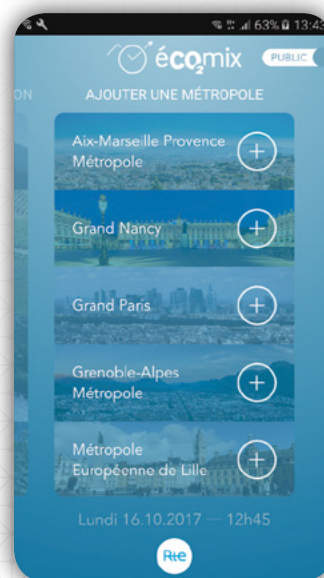 63% 13:43
éco2mix
PUBLIC
ON
AJOUTER UNE MÉTROPOLE
Aix-Marseille Provence
Métropole
Grand Nancy
Grand Paris
Grenoble-Alpes
Métropole
Métropole
Européenne de Lille
Lundi 16.10.2017 — 12h45
Rte